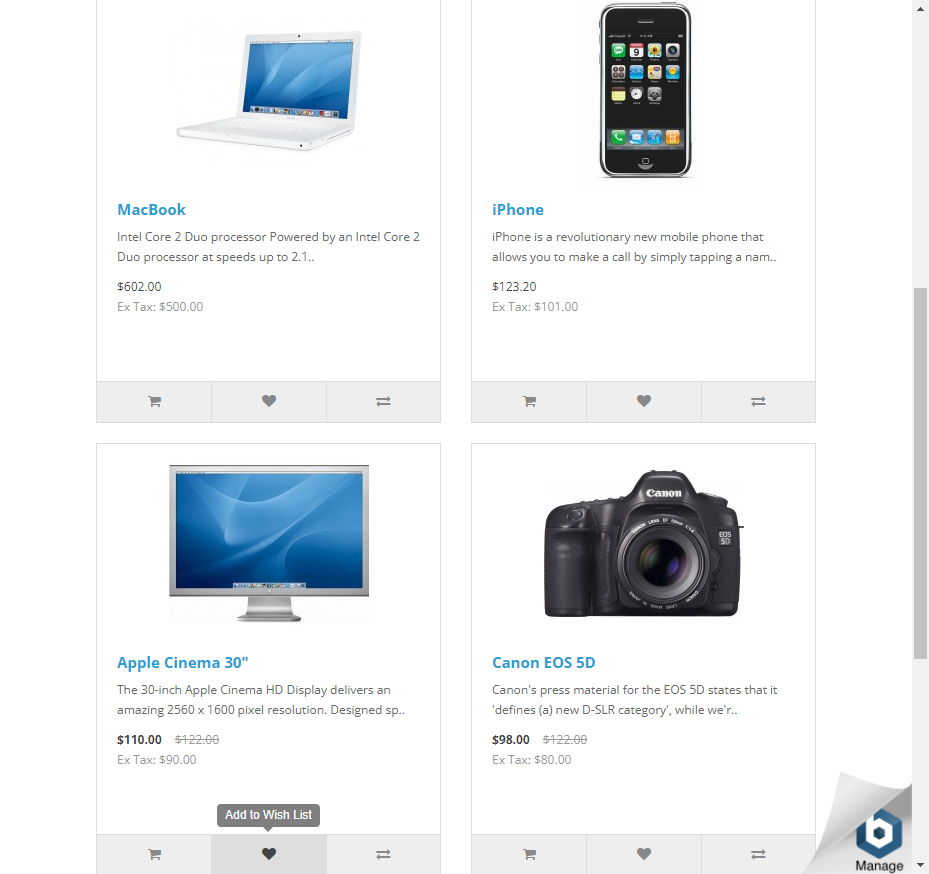 MacBook
Intel Core 2 Duo processor Powered by an Intel Core 2
Duo processor at speeds up to 2.1..
$602.00
Ex Tax: $500.00
iPhone
iPhone is a revolutionary new mobile phone that
allows you to make a call by simply tapping a nam..
$123.20
Ex Tax: $101.00
Apple Cinema 30"
The 30-inch Apple Cinema HD Display delivers an
amazing 2560 x 1600 pixel resolution. Designed sp..
$110.00 $122.00
Ex Tax: $90.00
Add to Wish List
Canon
EOS
5D
Canon EOS 5D
Canon's press material for the EOS 5D states that it
'defines (a) new D-SLR category', while we'r..
$98.00 $122.00
Ex Tax: $80.00
Manage